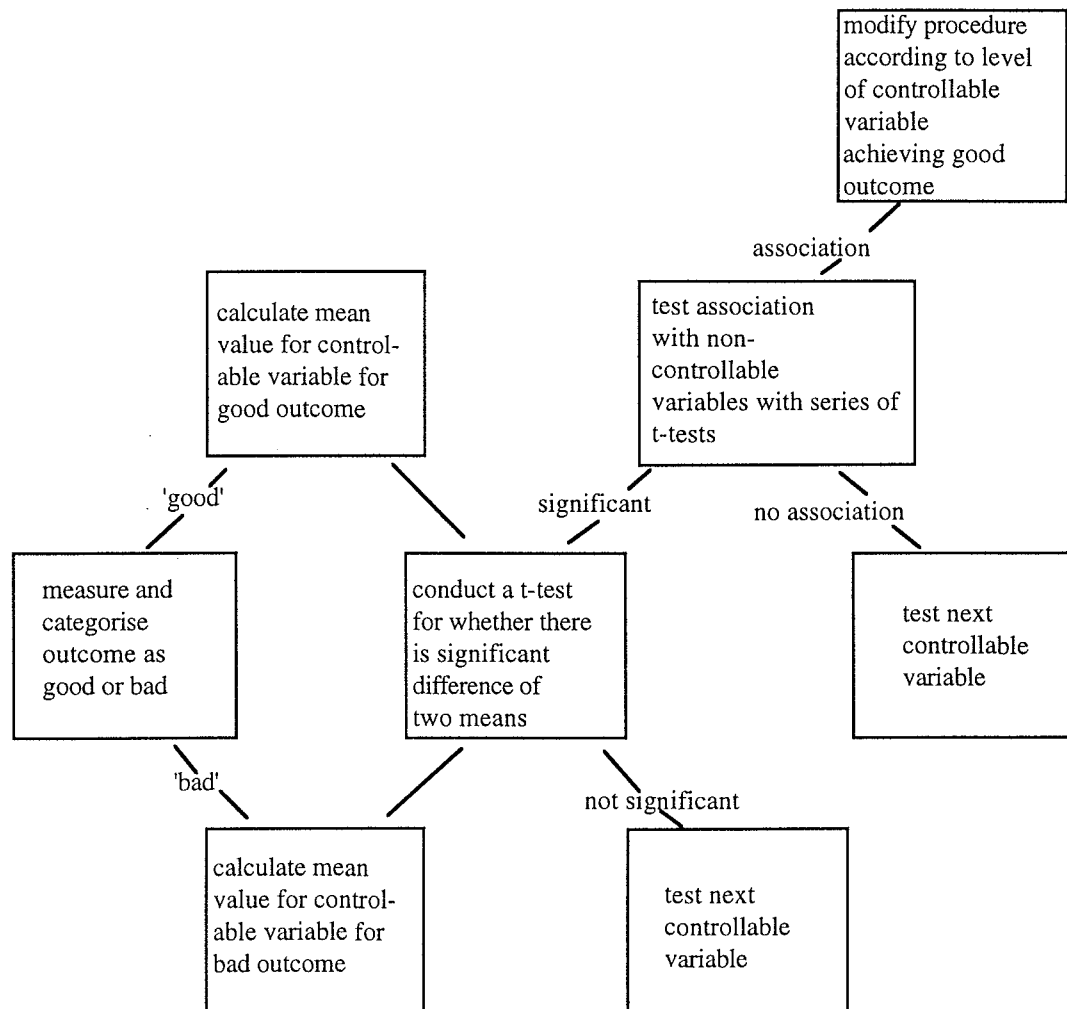 modify procedure
according to level
of controllable
variable
achieving good
outcome
association
calculate mean
value for control-
able variable for
good outcome
test association
with non-
controllable
variables with series of
t-tests
'good'
significant
no association
measure and
categorise
outcome as
good or bad
conduct a t-test
for whether there
is significant
difference of
two means
test next
controllable
variable
'bad'
not significant
calculate mean
value for control-
able variable for
bad outcome
test next
controllable
variable